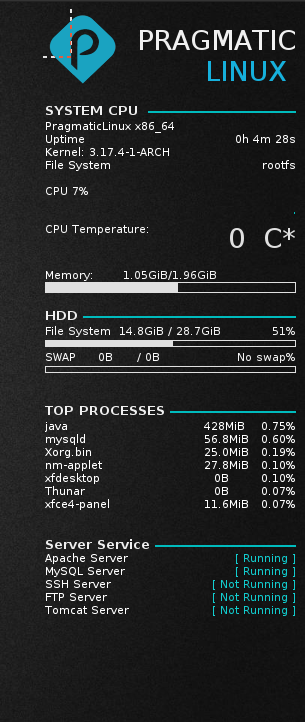 PRAGMATIC
LINUX
SYSTEM CPU
PragmaticLinux x86_64
Uptime 0h 4m 28s
Kernel: 3.17.4-1-ARCH
File System rootfs
CPU 7%
CPU Temperature:
0 C*
Memory: 1.05GiB/1.96GiB
HDD
File System 14.8GiB / 28.7GiB 51%
SWAP 0B / 0B No swap%
TOP PROCESSES
java 428MiB 0.75%
mysqld 56.8MiB 0.60%
Xorg.bin 25.0MiB 0.19%
nm-applet 27.8MiB 0.10%
xfdesktop 0B 0.10%
Thunar 0B 0.07%
xfce4-panel 11.6MiB 0.07%
Server Service
Apache Server [ Running ]
MySQL Server [ Running ]
SSH Server [ Not Running ]
FTP Server [ Not Running ]
Tomcat Server [ Not Running ]